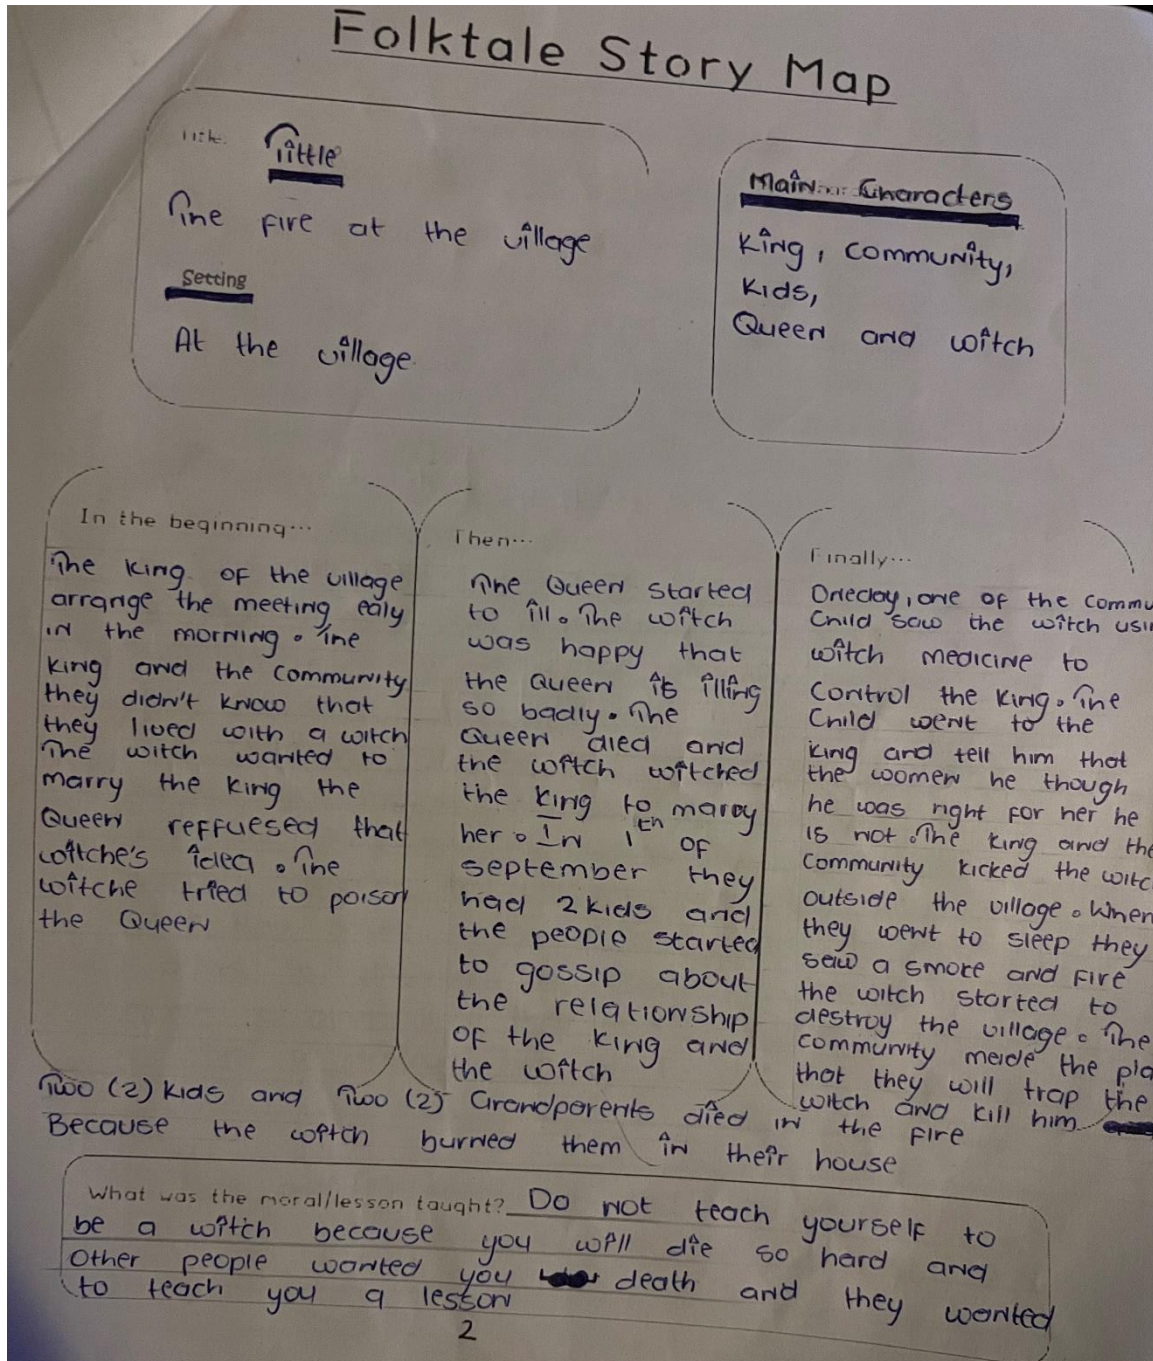 Folktale Story Map
Title:
Tittle
The fire at the village
Setting
At the village.
Main Characters
King, community,
Kids,
Queen and witch
In the beginning...
The King of the village
arrange the meeting ealy
in the morning. The
King and the community
they didn't know that
they lived with a witch
The witch wanted to
marry the King the
Queen reffuesed that
witche's idea. The
witche tried to poison
the Queen
Then...
The Queen started
to ill. The witch
was happy that
the Queen is illing
so badly. The
Queen died and
the witch witched
the King to marry
her. In 1th of
september they
had 2 kids and
the people started
to gossip about
the relationship
of the King and
the witch
Finally...
Oneday, one of the commu
Child saw the witch usin
witch medicine to
control the King. The
Child went to the
king and tell him that
the women he though
he was right for her he
is not. The King and the
community kicked the witc
outside the village. When
they went to sleep they
saw a smoke and fire
the witch started to
destroy the village. The
community made the pla
that they will trap the
witch and kill him
Two (2) Kids and Two (2) Grandparents died in the fire
Because the witch burned them in their house
What was the moral/lesson taught? Do not teach yourself to
be a witch because you will die so hard and
Other people wanted you death and they wanted
to teach you a lesson
2